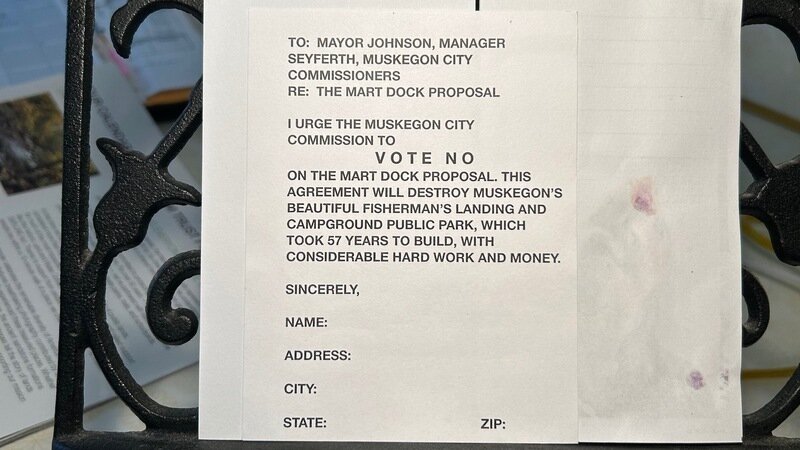 TO: MAYOR JOHNSON, MANAGER
SEYFERTH, MUSKEGON CITY
COMMISSIONERS
RE: THE MART DOCK PROPOSAL
I URGE THE MUSKEGON CITY
COMMISSION TO
VOTE NO
ON THE MART DOCK PROPOSAL. THIS
AGREEMENT WILL DESTROY MUSKEGON'S
BEAUTIFUL FISHERMAN'S LANDING AND
CAMPGROUND PUBLIC PARK, WHICH
TOOK 57 YEARS TO BUILD, WITH
CONSIDERABLE HARD WORK AND MONEY.
SINCERELY,
NAME:
ADDRESS:
CITY:
STATE: ZIP: